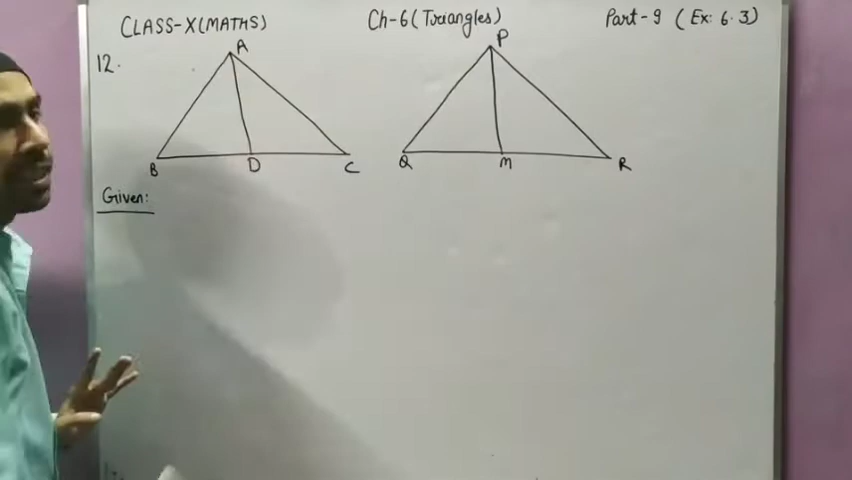 CLASS-X(MATHS) Ch-6(Triangles) Part-9 (Ex: 6.3)
12.
A P
B D C Q M R
Given: